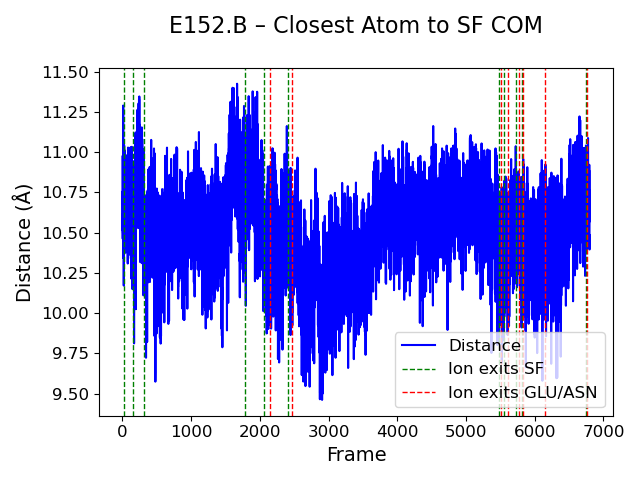 E152.B – Closest Atom to SF COM
11.50
11.25
11.00
10.75
10.50
10.25
10.00
9.75
9.50
Distance (Å)
Distance
Ion exits SF
Ion exits GLU/ASN
0
1000
2000
3000
4000
5000
6000
7000
Frame